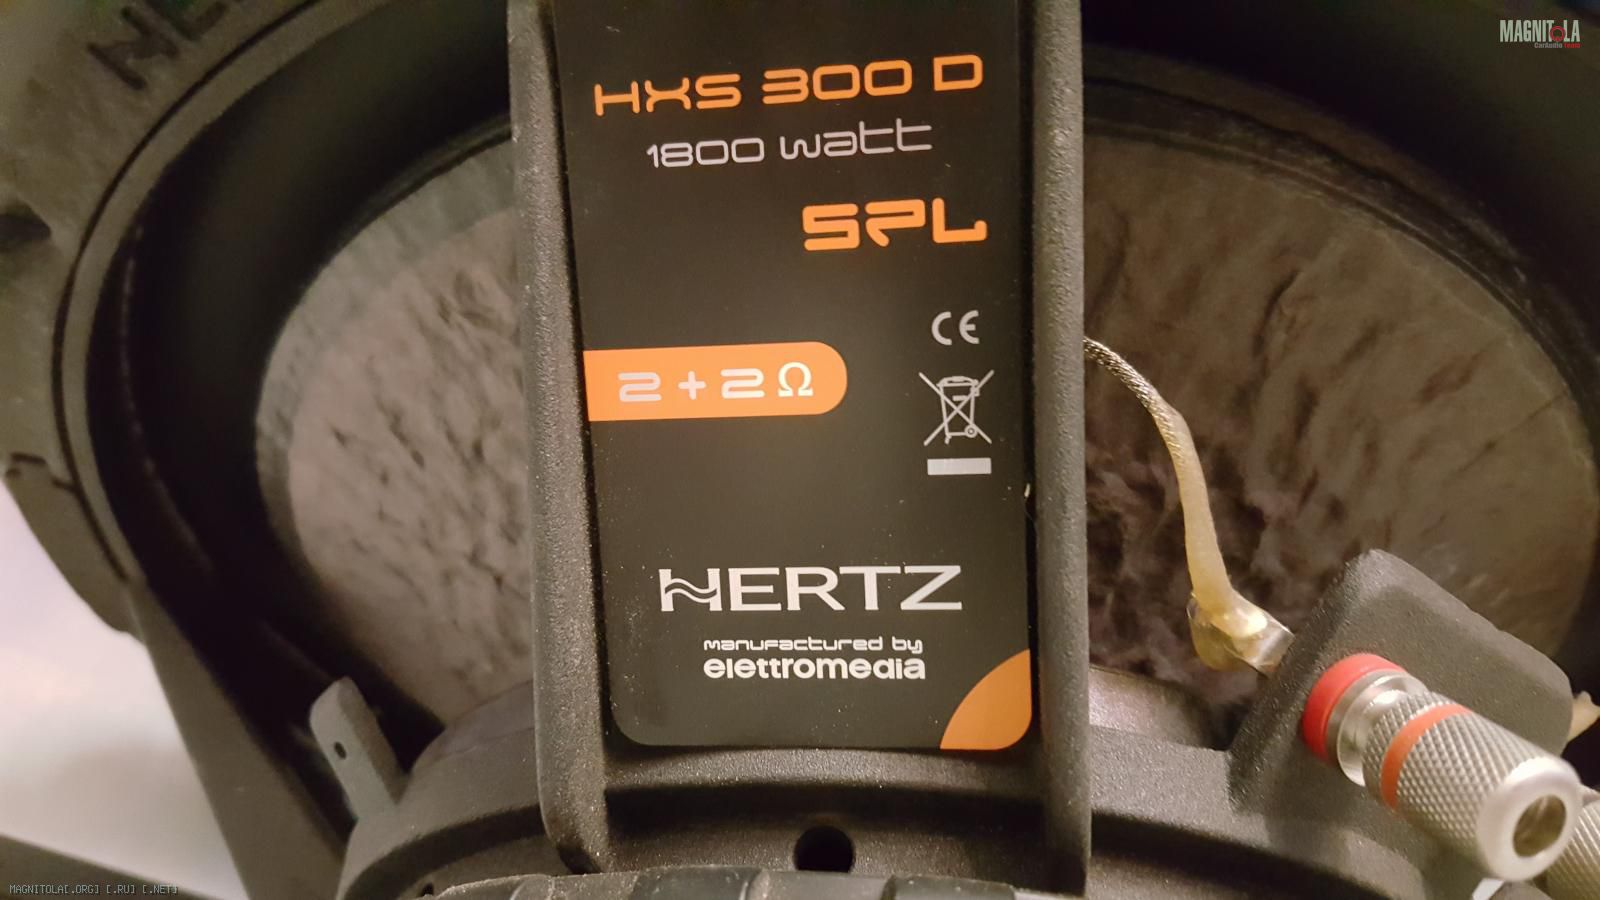 MAGNITOLA
CarAudio Team
HXS 300 D
1800 watt
SPL
CE
2 + 2 Ω
HERTZ
manufactured by
elettromedia
MAGNITOLA[.ORG] [.RU] [.NET]